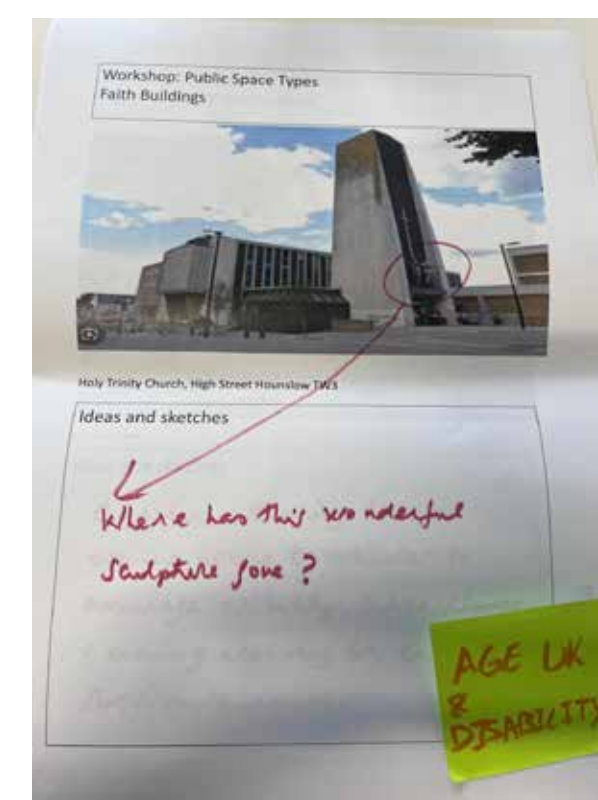 Workshop: Public Space Types
Faith Buildings
Holy Trinity Church, High Street Hounslow TW3
Ideas and sketches
Where has this wonderful
sculpture gone ?
AGE UK
&
DISABILITY